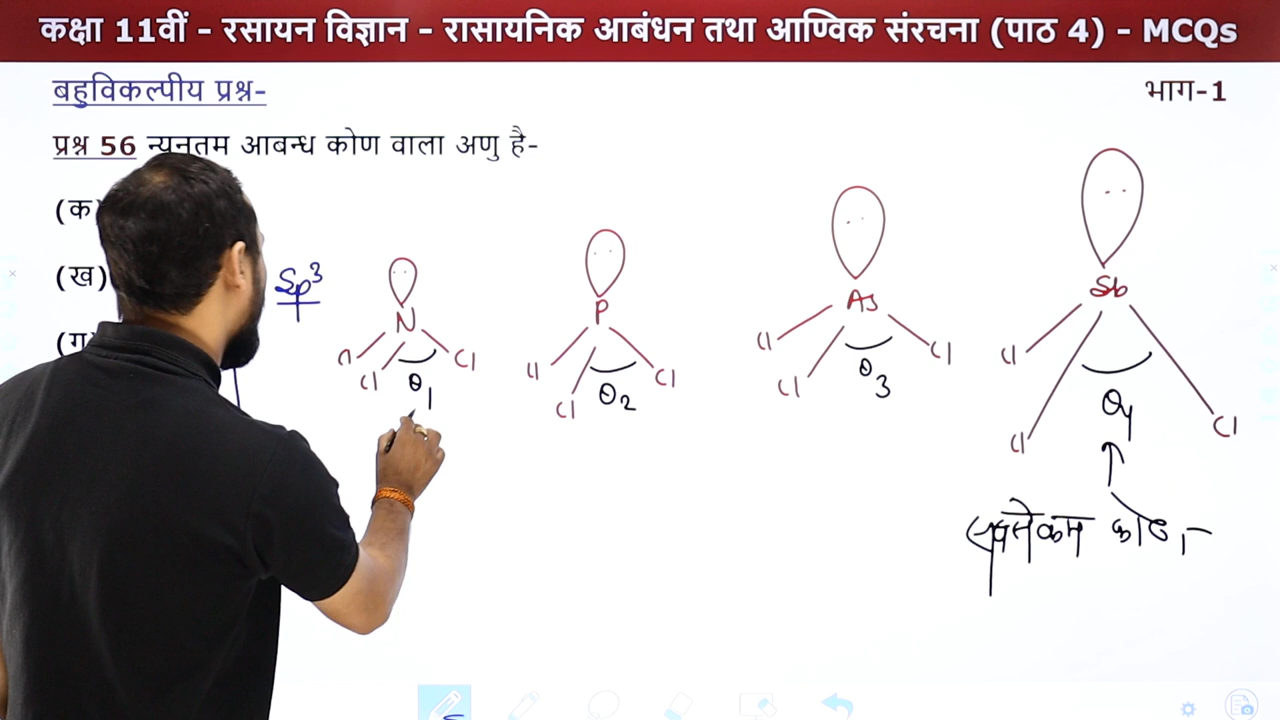 कक्षा 11वीं - रसायन विज्ञान - रासायनिक आबंधन तथा आण्विक संरचना (पाठ 4) - MCQs
बहुविकल्पीय प्रश्न-
भाग-1
प्रश्न 56 न्यूनतम आबन्ध कोण वाला अणु है-
(क)
(ख)
(ग)
Sp³
N
Cl
Cl
θ1
P
Cl
Cl
Cl
θ2
As
Cl
Cl
Cl
θ3
Sb
Cl
Cl
Cl
θ4
सबसे कम कोण